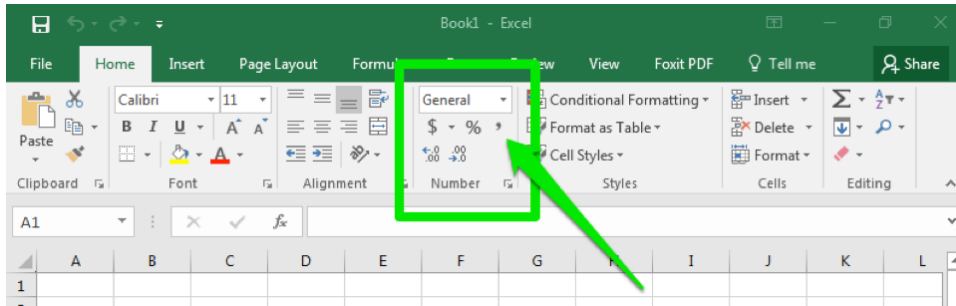 Book1 - Excel
File Home Insert Page Layout View Foxit PDF Tell me Share
Calibri 11 General Conditional Formatting Insert
Paste B I U A A $ % , Format as Table Delete
A .00 Cell Styles Format
Clipboard Font Alignment Number Styles Cells Editing
A1 fx
A B C D E F G I J K L
1